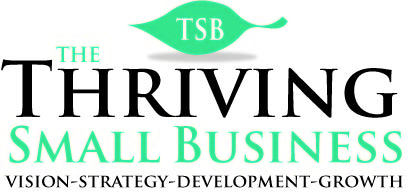 TSB
THE
THRIVING
SMALL BUSINESS
VISION~STRATEGY~DEVELOPMENT~GROWTH